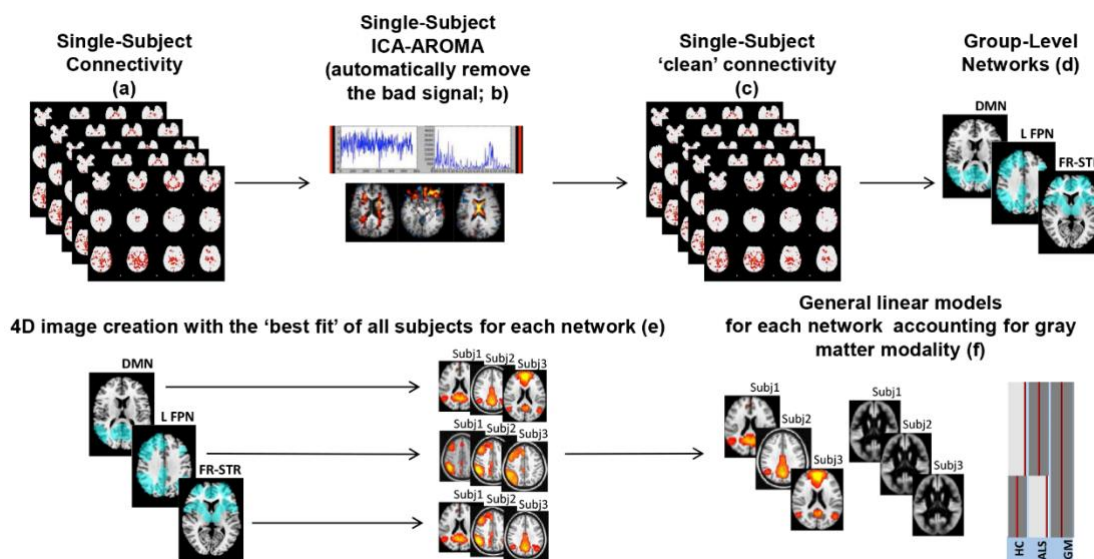 Single-Subject
Connectivity
(a)
Single-Subject
ICA-AROMA
(automatically remove
the bad signal; b)
Single-Subject
‘clean’ connectivity
(c)
Group-Level
Networks (d)
DMN
L FPN
FR-STR
4D image creation with the ‘best fit’ of all subjects for each network (e)
DMN
L FPN
FR-STR
Subj1
Subj2
Subj3
Subj1
Subj2
Subj3
Subj1
Subj2
Subj3
General linear models
for each network accounting for gray
matter modality (f)
Subj1
Subj2
Subj3
Subj1
Subj2
Subj3
HC
ALS
GM